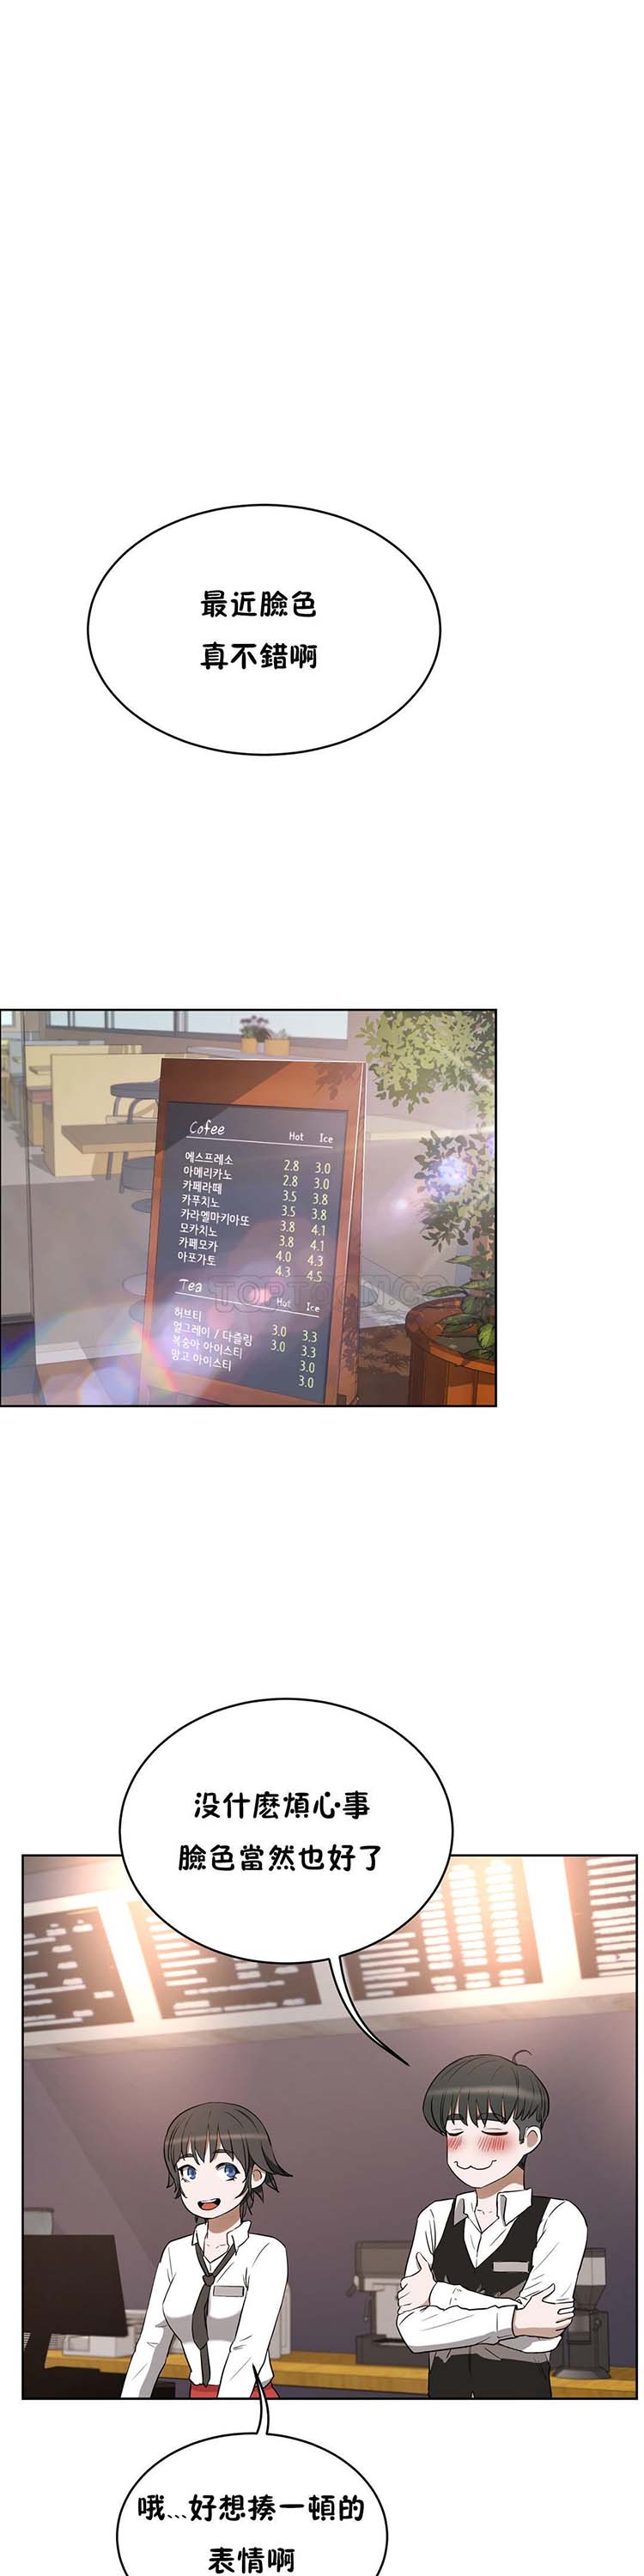 最近臉色
真不錯啊
Cofee
Hot Ice
에스프레소 2.8 3.0
아메리카노 2.8 3.0
카페라떼 3.5 3.8
카푸치노 3.5 3.8
카라멜마키아또 3.8 4.1
모카치노 3.8 4.1
카페모카 4.0 4.3
아포가토 4.3 4.5
TOPTOON.CC
Tea
Hot Ice
허브티 3.0 3.3
얼그레이 / 다즐링 3.0 3.3
복숭아 아이스티 3.0
망고 아이스티 3.0
没什麽煩心事
臉色當然也好了
哦...好想揍一頓的
表情啊